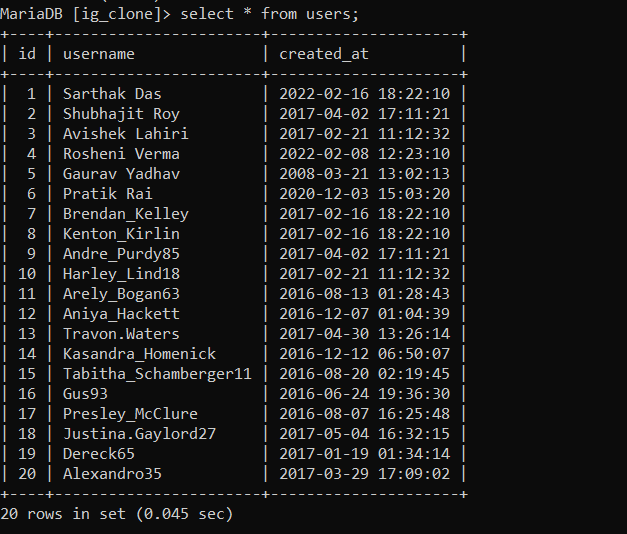 MariaDB [ig_clone]> select * from users;
+----+-----------------------+---------------------+
| id | username              | created_at          |
+----+-----------------------+---------------------+
|  1 | Sarthak Das           | 2022-02-16 18:22:10 |
|  2 | Shubhajit Roy         | 2017-04-02 17:11:21 |
|  3 | Avishek Lahiri        | 2017-02-21 11:12:32 |
|  4 | Rosheni Verma         | 2022-02-08 12:23:10 |
|  5 | Gaurav Yadhav         | 2008-03-21 13:02:13 |
|  6 | Pratik Rai            | 2020-12-03 15:03:20 |
|  7 | Brendan_Kelley        | 2017-02-16 18:22:10 |
|  8 | Kenton_Kirlin         | 2017-02-16 18:22:10 |
|  9 | Andre_Purdy85         | 2017-04-02 17:11:21 |
| 10 | Harley_Lind18         | 2017-02-21 11:12:32 |
| 11 | Arely_Bogan63         | 2016-08-13 01:28:43 |
| 12 | Aniya_Hackett         | 2016-12-07 01:04:39 |
| 13 | Travon.Waters         | 2017-04-30 13:26:14 |
| 14 | Kasandra_Homenick     | 2016-12-12 06:50:07 |
| 15 | Tabitha_Schamberger11 | 2016-08-20 02:19:45 |
| 16 | Gus93                 | 2016-06-24 19:36:30 |
| 17 | Presley_McClure       | 2016-08-07 16:25:48 |
| 18 | Justina.Gaylord27     | 2017-05-04 16:32:15 |
| 19 | Dereck65              | 2017-01-19 01:34:14 |
| 20 | Alexandro35           | 2017-03-29 17:09:02 |
+----+-----------------------+---------------------+
20 rows in set (0.045 sec)